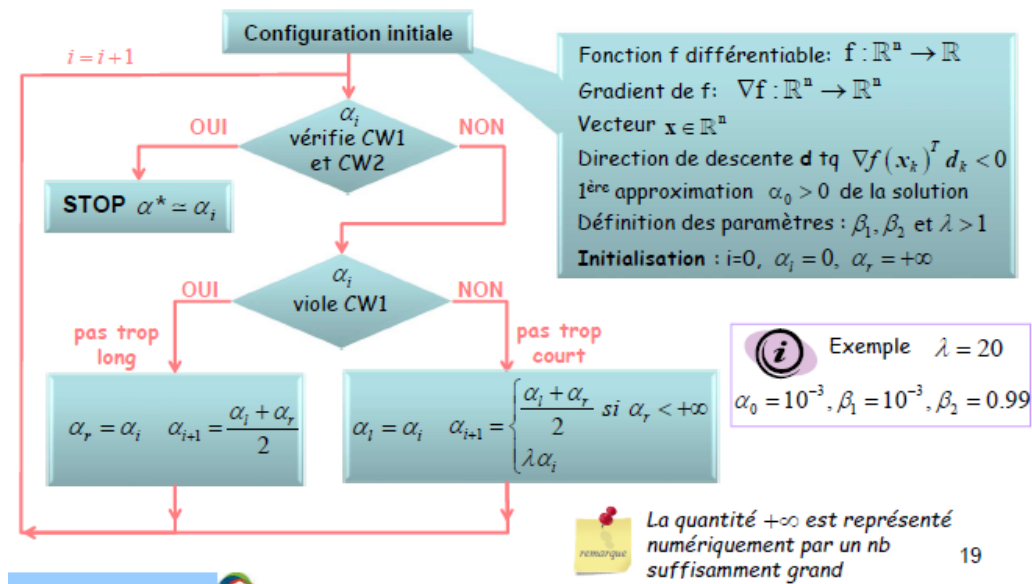 Configuration initiale
i = i+1
α_i
vérifie CW1
et CW2
OUI
NON
STOP α* ≃ α_i
α_i
viole CW1
OUI
NON
pas trop
long
pas trop
court
α_r = α_i   α_{i+1} = (α_l + α_r)/2
α_l = α_i   α_{i+1} = { (α_l + α_r)/2 si α_r < +∞
λα_i
Fonction f différentiable: f : ℝⁿ → ℝ
Gradient de f: ∇f : ℝⁿ → ℝⁿ
Vecteur x ∈ ℝⁿ
Direction de descente d tq ∇f(x_k)^T d_k < 0
1ère approximation α_0 > 0 de la solution
Définition des paramètres : β_1, β_2 et λ > 1
Initialisation : i=0, α_l = 0, α_r = +∞
i
Exemple λ = 20
α_0 = 10⁻³, β_1 = 10⁻³, β_2 = 0.99
remarque
La quantité +∞ est représenté
numériquement par un nb
suffisamment grand
19